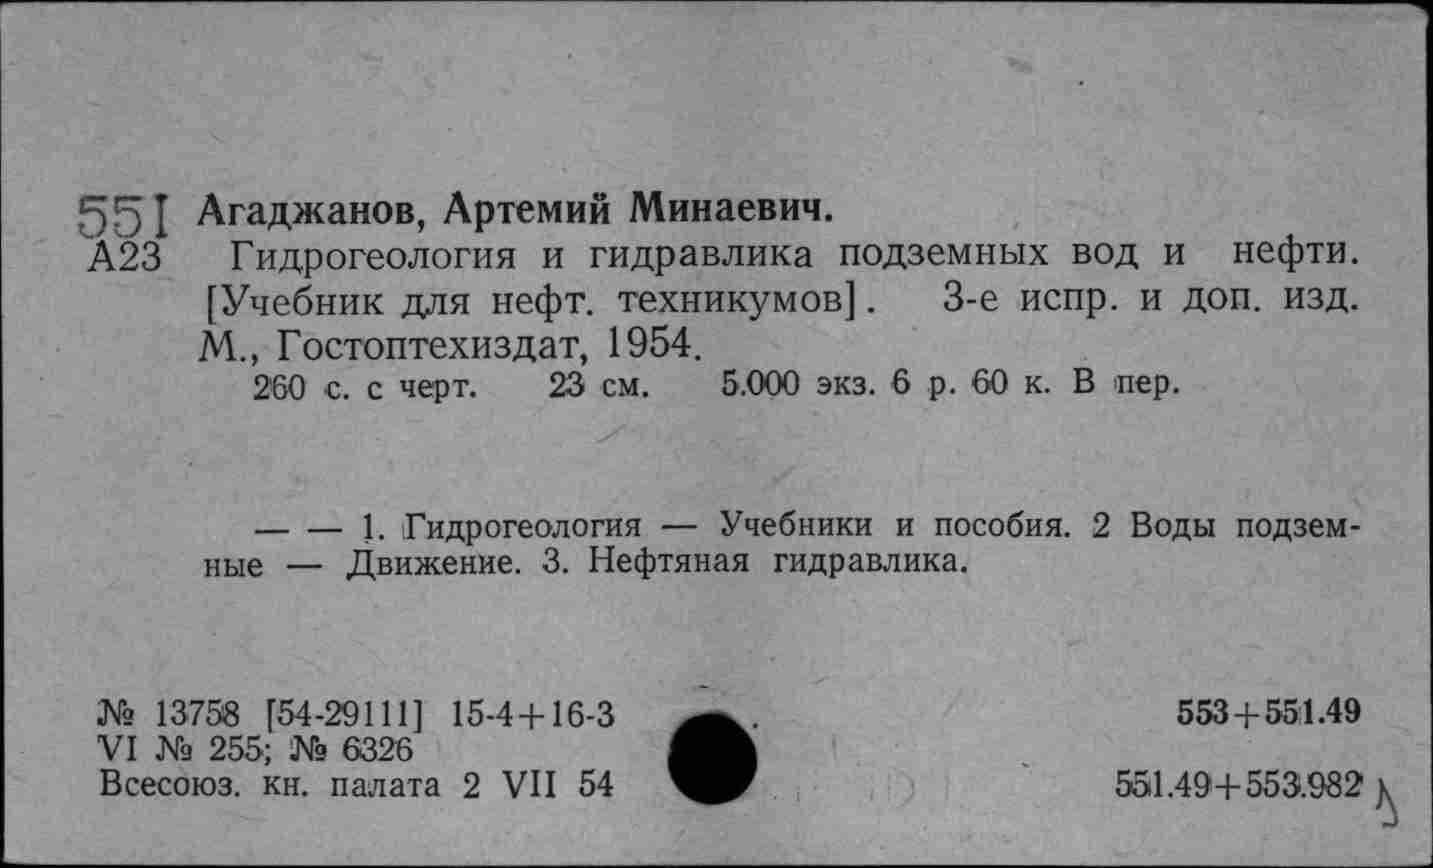 551 Агаджанов, Артемий Минаевич.
А23 Гидрогеология и гидравлика подземных вод и нефти.
[Учебник для нефт. техникумов]. 3-е испр. и доп. изд.
М., Гостоптехиздат, 1954.
260 с. с черт. 23 см. 5.000 экз. 6 р. 60 к. В пер.
— — 1. Гидрогеология — Учебники и пособия. 2 Воды подзем-
ные — Движение. 3. Нефтяная гидравлика.
№ 13758 [54-29111] 15-4+16-3
553+551.49
VI № 255; № 6326
Всесоюз. кн. палата 2 VII 54
551.49+553.982